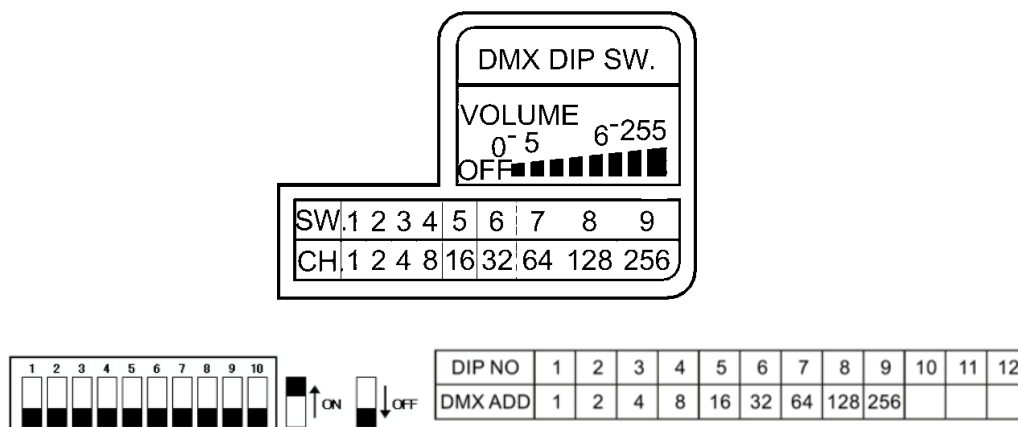 DMX DIP SW.
VOLUME
0-5 6-255
OFF
SW. 1 2 3 4 5 6 7 8 9
CH. 1 2 4 8 16 32 64 128 256
1 2 3 4 5 6 7 8 9 10
ON OFF
DIP NO 1 2 3 4 5 6 7 8 9 10 11 12
DMX ADD 1 2 4 8 16 32 64 128 256